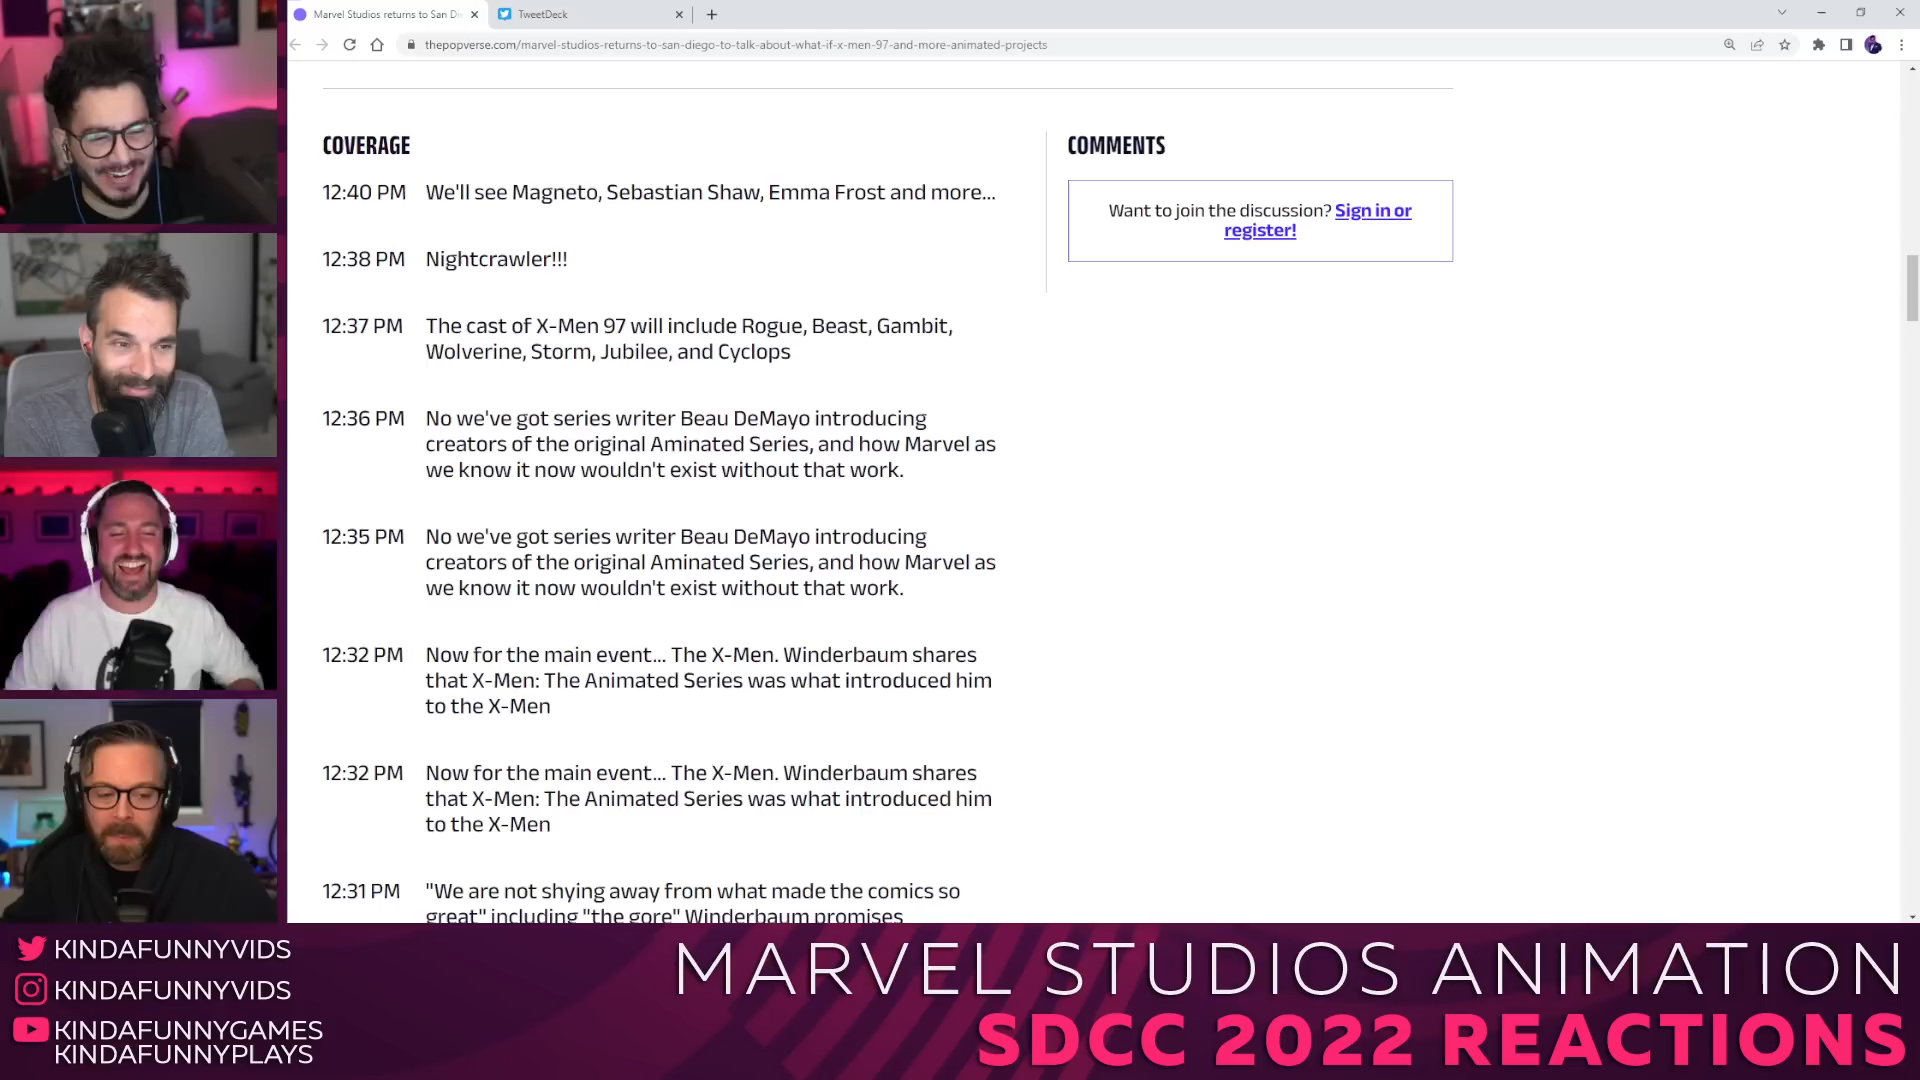 Marvel Studios returns to San Di
TweetDeck
thepopverse.com/marvel-studios-returns-to-san-diego-to-talk-about-what-if-x-men-97-and-more-animated-projects
COVERAGE
COMMENTS
12:40 PM We'll see Magneto, Sebastian Shaw, Emma Frost and more...
Want to join the discussion? Sign in or
register!
12:38 PM Nightcrawler!!!
12:37 PM The cast of X-Men 97 will include Rogue, Beast, Gambit,
Wolverine, Storm, Jubilee, and Cyclops
12:36 PM No we've got series writer Beau DeMayo introducing
creators of the original Aminated Series, and how Marvel as
we know it now wouldn't exist without that work.
12:35 PM No we've got series writer Beau DeMayo introducing
creators of the original Aminated Series, and how Marvel as
we know it now wouldn't exist without that work.
12:32 PM Now for the main event... The X-Men. Winderbaum shares
that X-Men: The Animated Series was what introduced him
to the X-Men
12:32 PM Now for the main event... The X-Men. Winderbaum shares
that X-Men: The Animated Series was what introduced him
to the X-Men
12:31 PM "We are not shying away from what made the comics so
great" including "the gore" Winderbaum promises
KINDAFUNNYVIDS
KINDAFUNNYVIDS
KINDAFUNNYGAMES
KINDAFUNNYPLAYS
MARVEL STUDIOS ANIMATION
SDCC 2022 REACTIONS